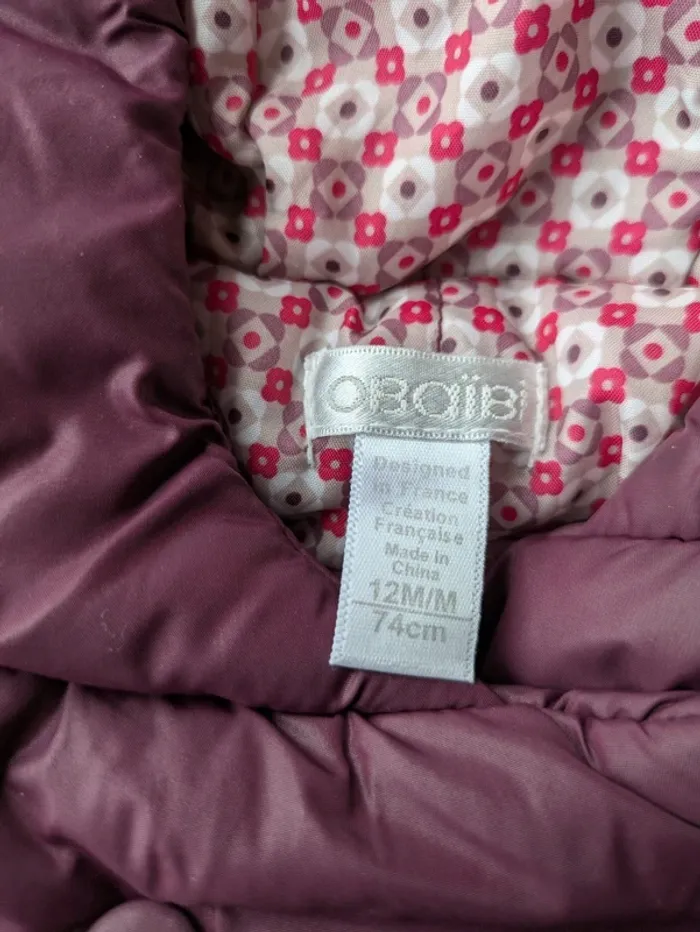 OBaïBi
Designed
in France
Création
Française
Made in
China
12M/M
74cm